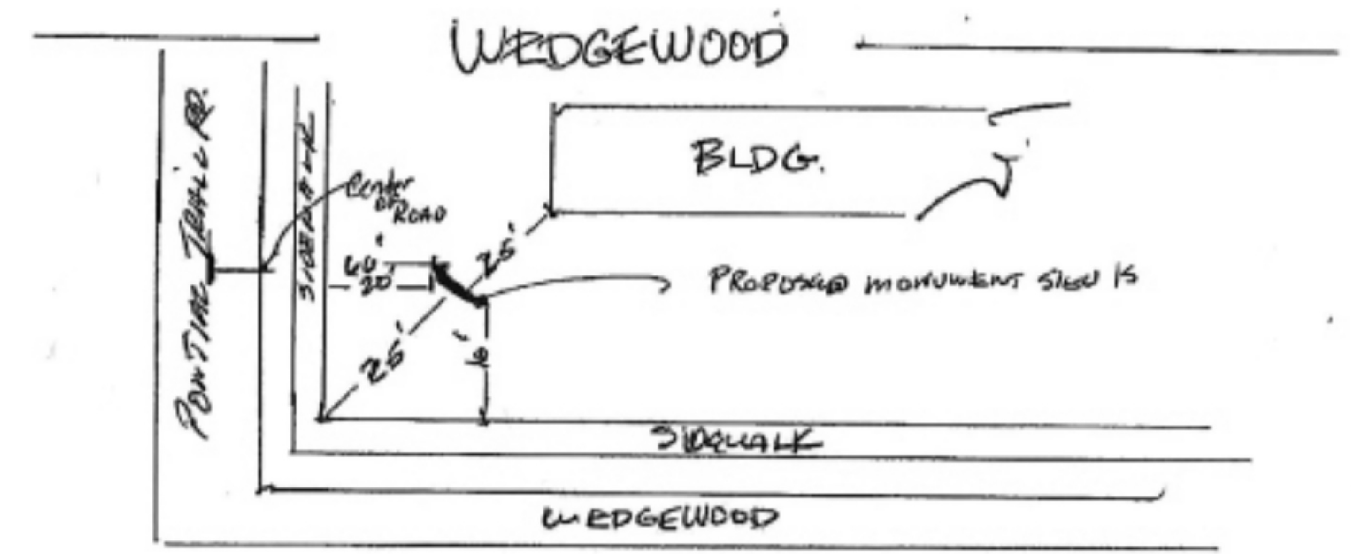 WEDGEWOOD
BLDG.
PONTIAC TRAIL RD.
SIDEWALK
Center
OF
ROAD
60'
20'
25'
PROPOSED MONUMENT SIGN IS
25'
SIDEWALK
WEDGEWOOD